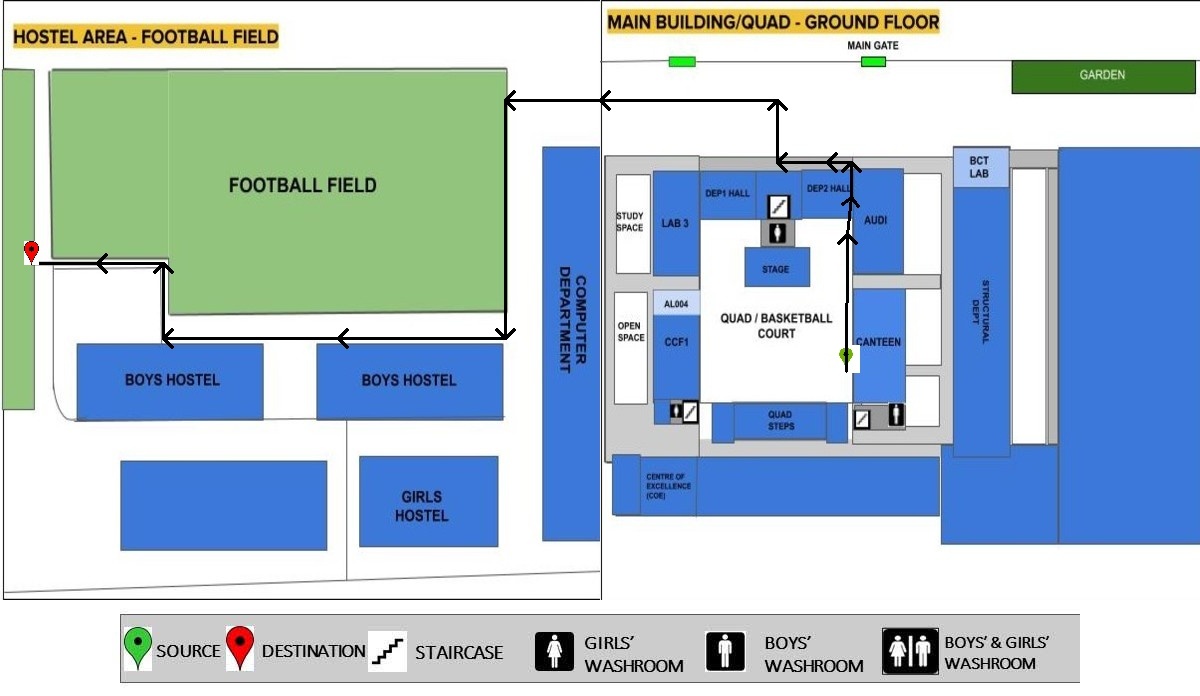 HOSTEL AREA - FOOTBALL FIELD
FOOTBALL FIELD
COMPUTER
DEPARTMENT
BOYS HOSTEL
BOYS HOSTEL
GIRLS
HOSTEL
MAIN BUILDING/QUAD - GROUND FLOOR
MAIN GATE
GARDEN
BCT
LAB
DEP1 HALL
DEP2 HALL
STUDY
SPACE
LAB 3
AUDI
STAGE
AL004
OPEN
SPACE
CCF1
QUAD / BASKETBALL
COURT
CANTEEN
STRUCTURAL
DEPT
QUAD
STEPS
CENTRE OF
EXCELLENCE
(COE)
SOURCE
DESTINATION
STAIRCASE
GIRLS'
WASHROOM
BOYS'
WASHROOM
BOYS' & GIRLS'
WASHROOM